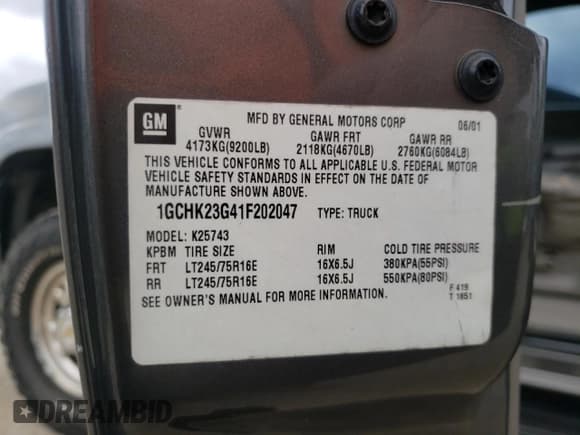 GM
MFD BY GENERAL MOTORS CORP 06/01
GVWR GAWR FRT GAWR RR
4173KG(9200LB) 2118KG(4670LB) 2760KG(6084LB)
THIS VEHICLE CONFORMS TO ALL APPLICABLE U.S. FEDERAL MOTOR
VEHICLE SAFETY STANDARDS IN EFFECT ON THE DATE OF
MANUFACTURE SHOWN ABOVE.
1GCHK23G41F202047 TYPE: TRUCK
MODEL: K25743
KPBM TIRE SIZE RIM COLD TIRE PRESSURE
FRT LT245/75R16E 16X6.5J 380KPA(55PSI)
RR LT245/75R16E 16X6.5J 550KPA(80PSI)
SEE OWNER'S MANUAL FOR MORE INFORMATION.
F 419
T 1851
DREAMBID